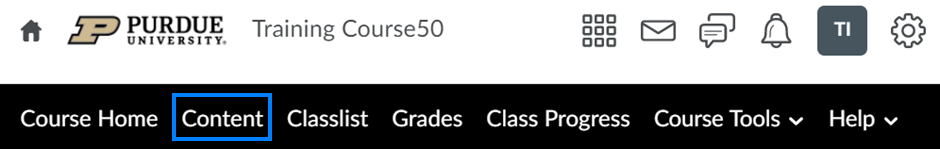 PURDUE UNIVERSITY. Training Course50 TI
Course Home Content Classlist Grades Class Progress Course Tools Help